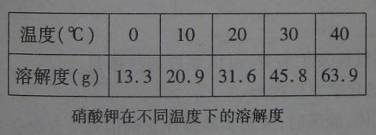 温度(℃) 0 10 20 30 40
溶解度(g) 13.3 20.9 31.6 45.8 63.9
硝酸钾在不同温度下的溶解度